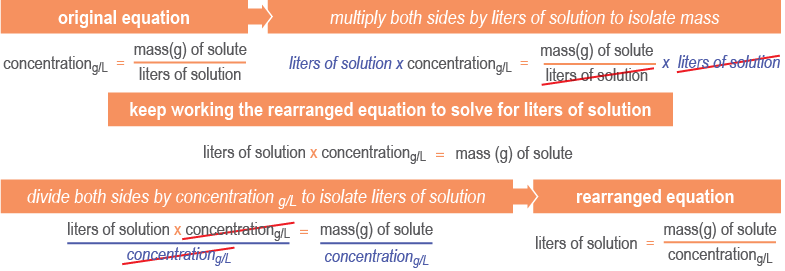 original equation
multiply both sides by liters of solution to isolate mass
concentration g/L = mass(g) of solute / liters of solution
liters of solution x concentration g/L = mass(g) of solute / liters of solution x liters of solution
keep working the rearranged equation to solve for liters of solution
liters of solution x concentration g/L = mass (g) of solute
divide both sides by concentration g/L to isolate liters of solution
rearranged equation
liters of solution x concentration g/L / concentration g/L = mass(g) of solute / concentration g/L
liters of solution = mass(g) of solute / concentration g/L